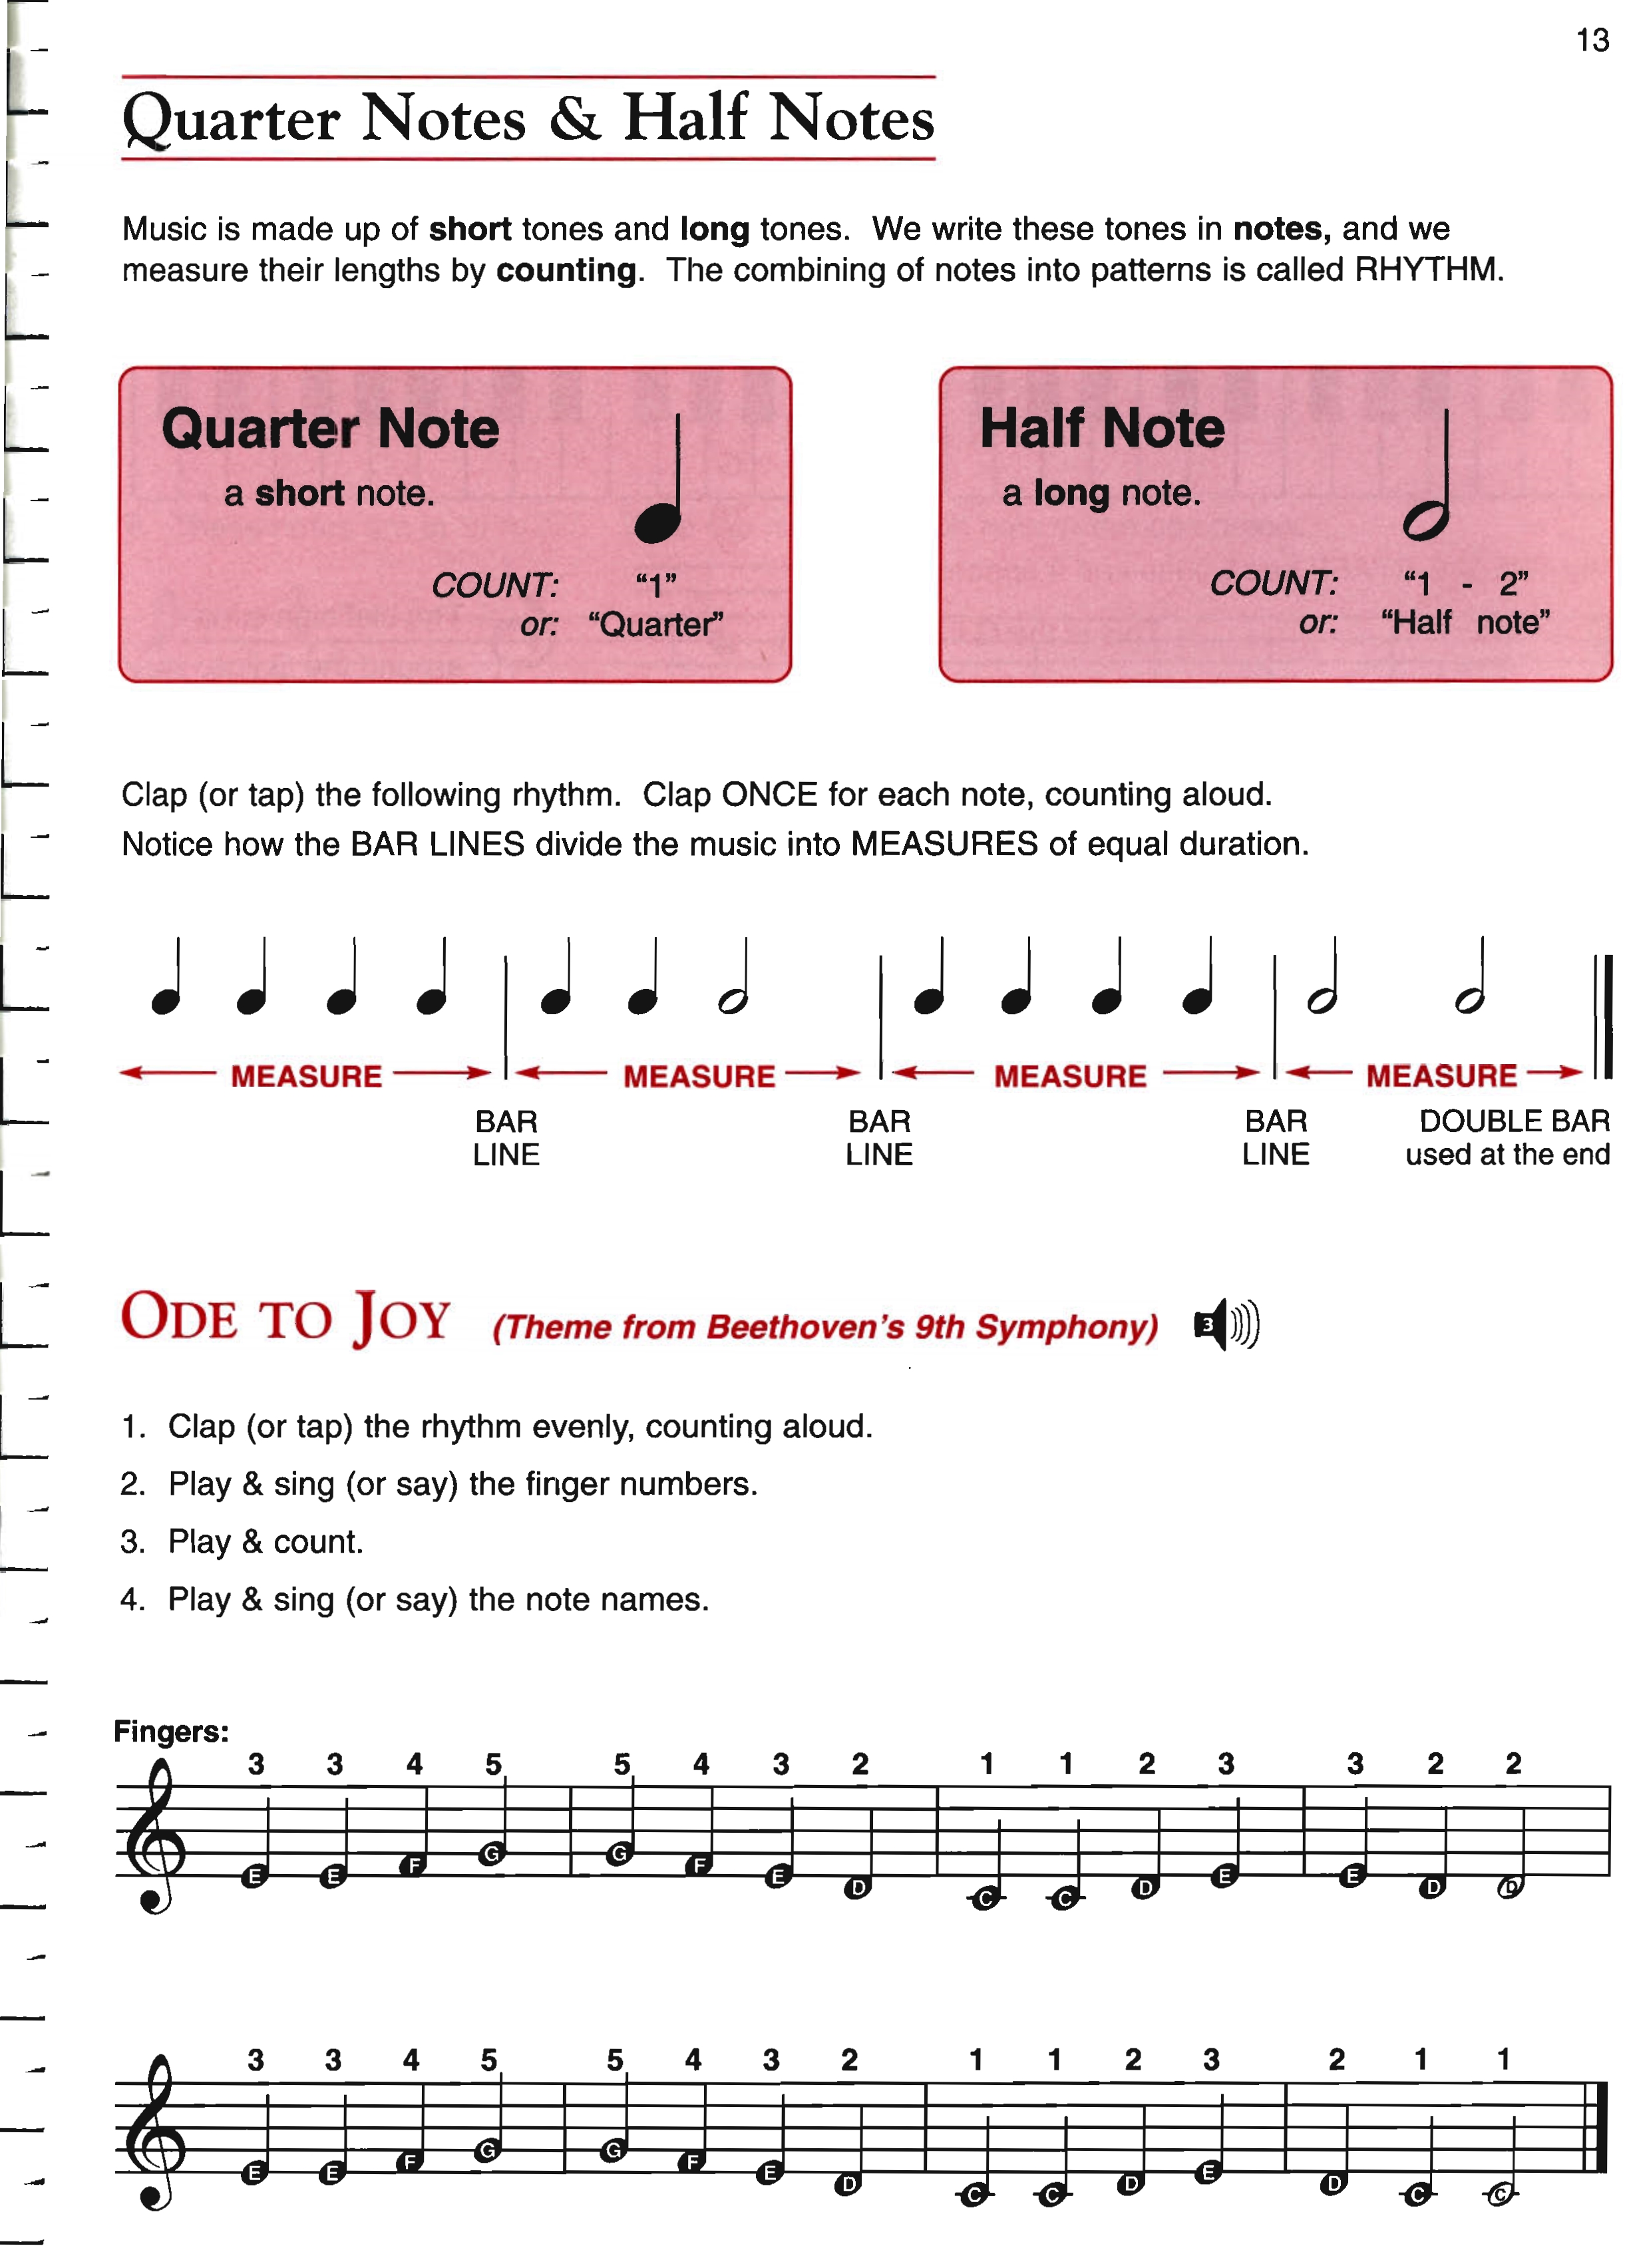 13
Quarter Notes & Half Notes
Music is made up of short tones and long tones. We write these tones in notes, and we
measure their lengths by counting. The combining of notes into patterns is called RHYTHM.
Quarter Note
a short note.
COUNT: “1”
or: “Quarter”
Half Note
a long note.
COUNT: “1 - 2”
or: “Half note”
Clap (or tap) the following rhythm. Clap ONCE for each note, counting aloud.
Notice how the BAR LINES divide the music into MEASURES of equal duration.
MEASURE MEASURE MEASURE MEASURE
BAR BAR BAR DOUBLE BAR
LINE LINE LINE used at the end
ODE TO JOY (Theme from Beethoven’s 9th Symphony) 3
1. Clap (or tap) the rhythm evenly, counting aloud.
2. Play & sing (or say) the finger numbers.
3. Play & count.
4. Play & sing (or say) the note names.
Fingers:
3 3 4 5 5 4 3 2 1 1 2 3 3 2 2
E E F G G F E D C C D E E D D
3 3 4 5 5 4 3 2 1 1 2 3 2 1 1
E E F G G F E D C C D E D C C